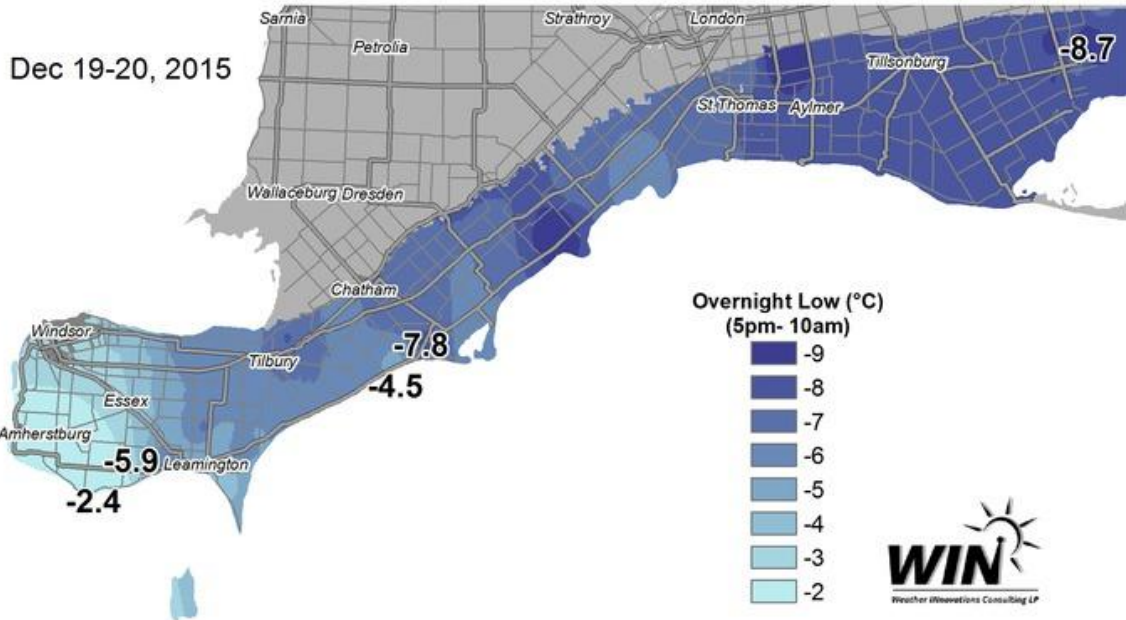 Sarnia
Strathroy
London
Petrolia
Dec 19-20, 2015
Tillsonburg
-8.7
St Thomas
Aylmer
Wallaceburg
Dresden
Chatham
Windsor
Tilbury
-7.8
-4.5
Essex
Amherstburg
-5.9
Leamington
-2.4
Overnight Low (°C)
(5pm- 10am)
-9
-8
-7
-6
-5
-4
-3
-2
WIN
Weather INnovations Consulting LP